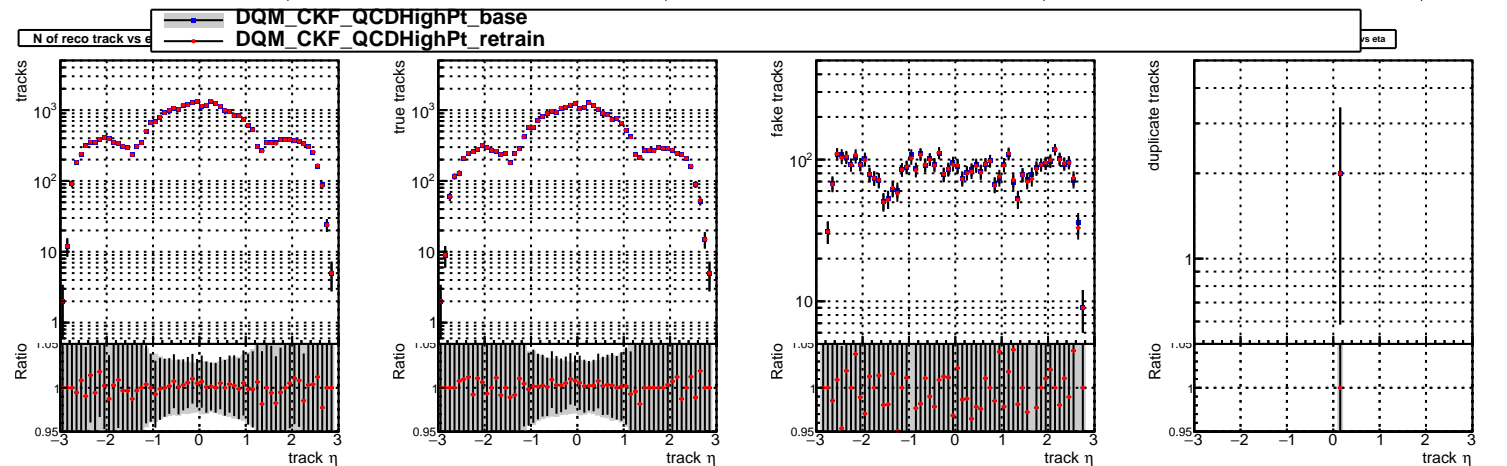 DQM_CKF_QCDHighPt_base
DQM_CKF_QCDHighPt_retrain
N of reco track vs e
vs eta
tracks
10³
10²
10
1
Ratio
1.05
1
0.95
−3 −2 −1 0 1 2 3
track η
true tracks
10³
10²
10
1
Ratio
1.05
1
0.95
−3 −2 −1 0 1 2 3
track η
fake tracks
10²
10
Ratio
1.05
1
0.95
−3 −2 −1 0 1 2 3
track η
duplicate tracks
1
Ratio
1.05
1
0.95
−3 −2 −1 0 1 2 3
track η